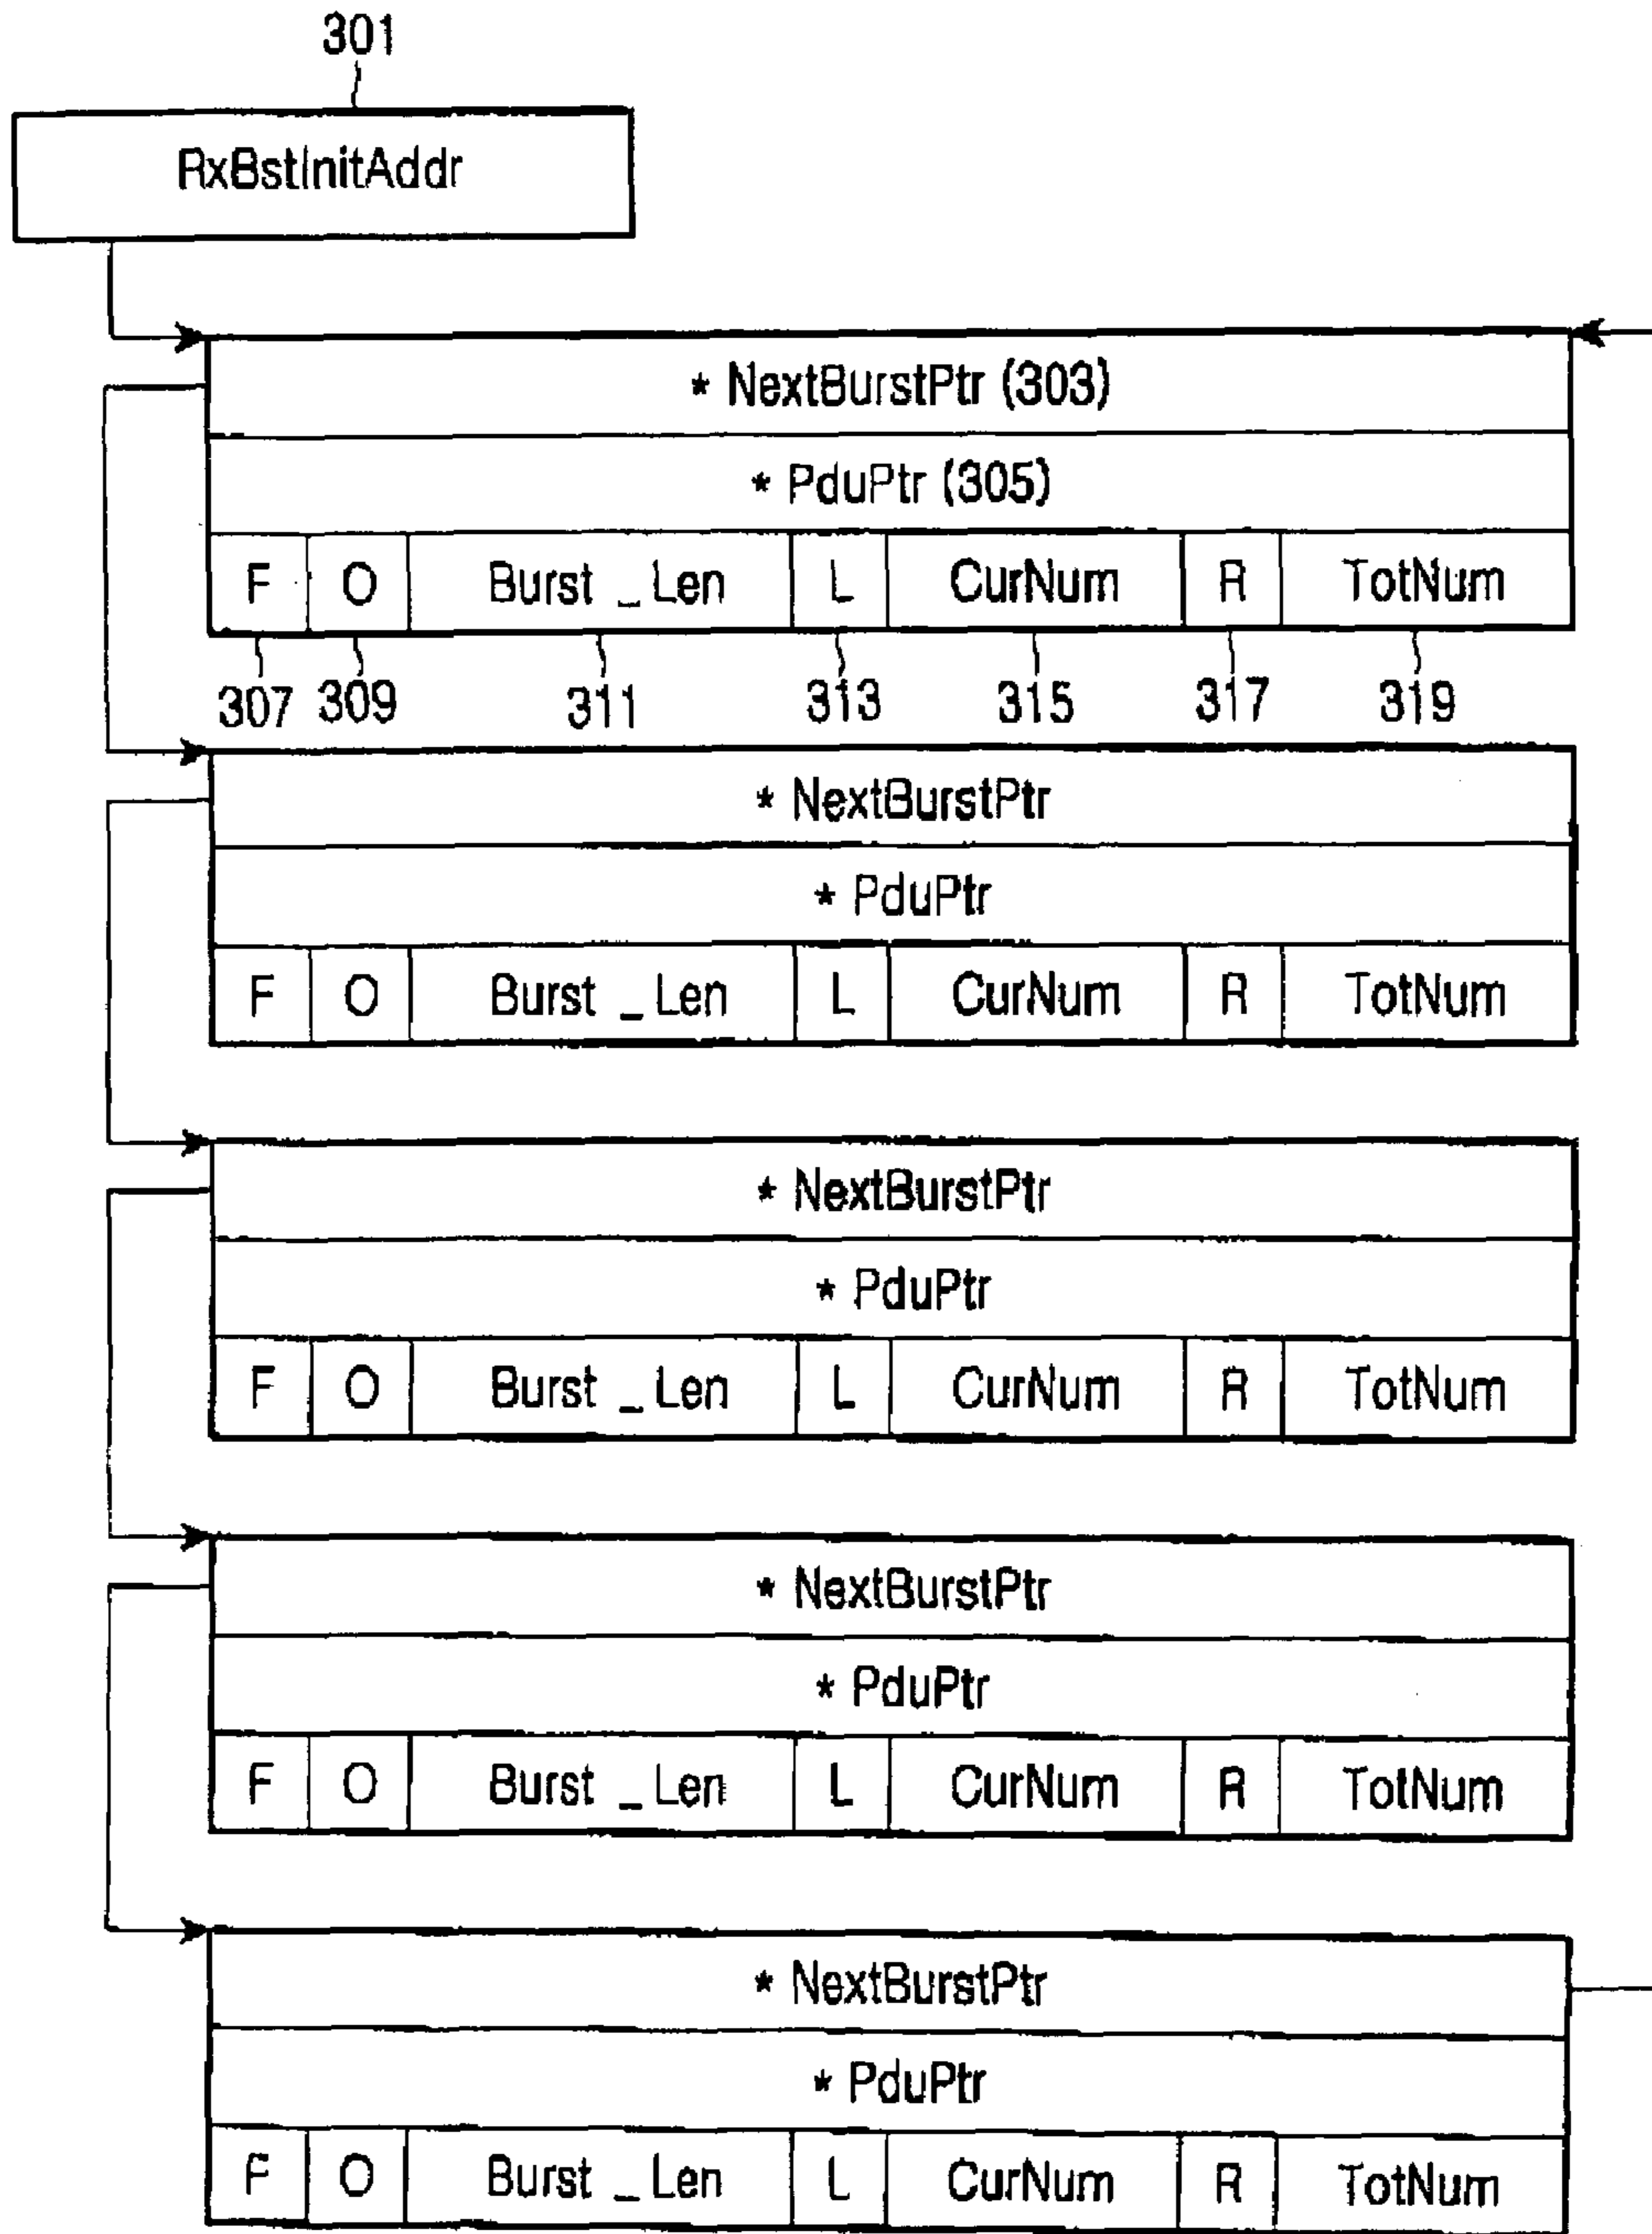 301
RxBstInitAddr
* NextBurstPtr (303)
* PduPtr (305)
F O Burst _ Len L CurNum R TotNum
307 309 311 313 315 317 319
* NextBurstPtr
* PduPtr
F O Burst _ Len L CurNum R TotNum
* NextBurstPtr
* PduPtr
F O Burst _ Len L CurNum R TotNum
* NextBurstPtr
* PduPtr
F O Burst _ Len L CurNum R TotNum
* NextBurstPtr
* PduPtr
F O Burst _ Len L CurNum R TotNum